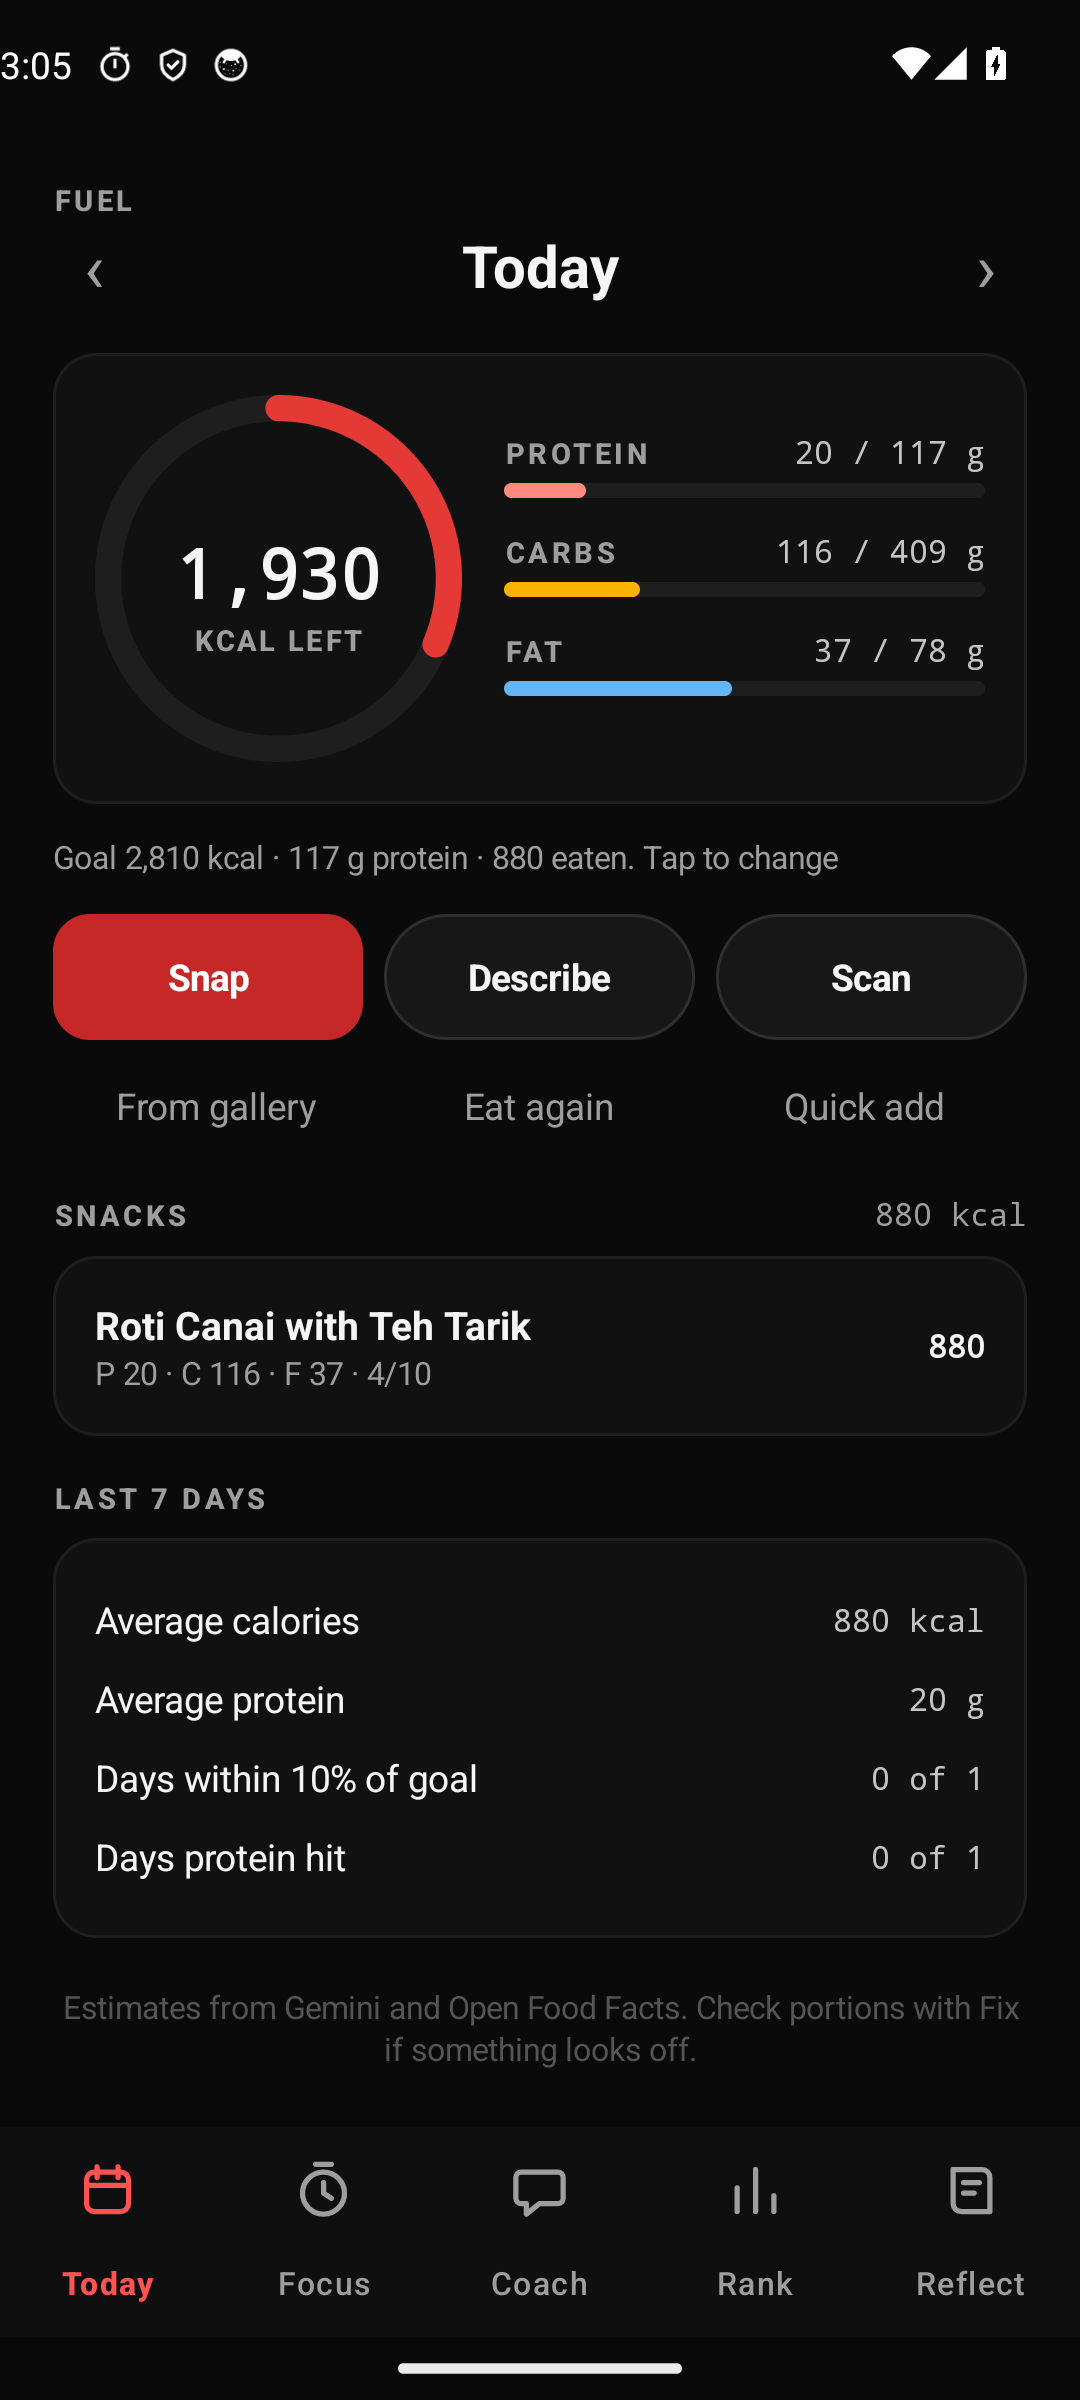 3:05
FUEL
‹ Today ›
PROTEIN 20 / 117 g
CARBS 116 / 409 g
FAT 37 / 78 g
1,930
KCAL LEFT
Goal 2,810 kcal · 117 g protein · 880 eaten. Tap to change
Snap Describe Scan
From gallery Eat again Quick add
SNACKS 880 kcal
Roti Canai with Teh Tarik
P 20 · C 116 · F 37 · 4/10
880
LAST 7 DAYS
Average calories 880 kcal
Average protein 20 g
Days within 10% of goal 0 of 1
Days protein hit 0 of 1
Estimates from Gemini and Open Food Facts. Check portions with Fix
if something looks off.
Today Focus Coach Rank Reflect